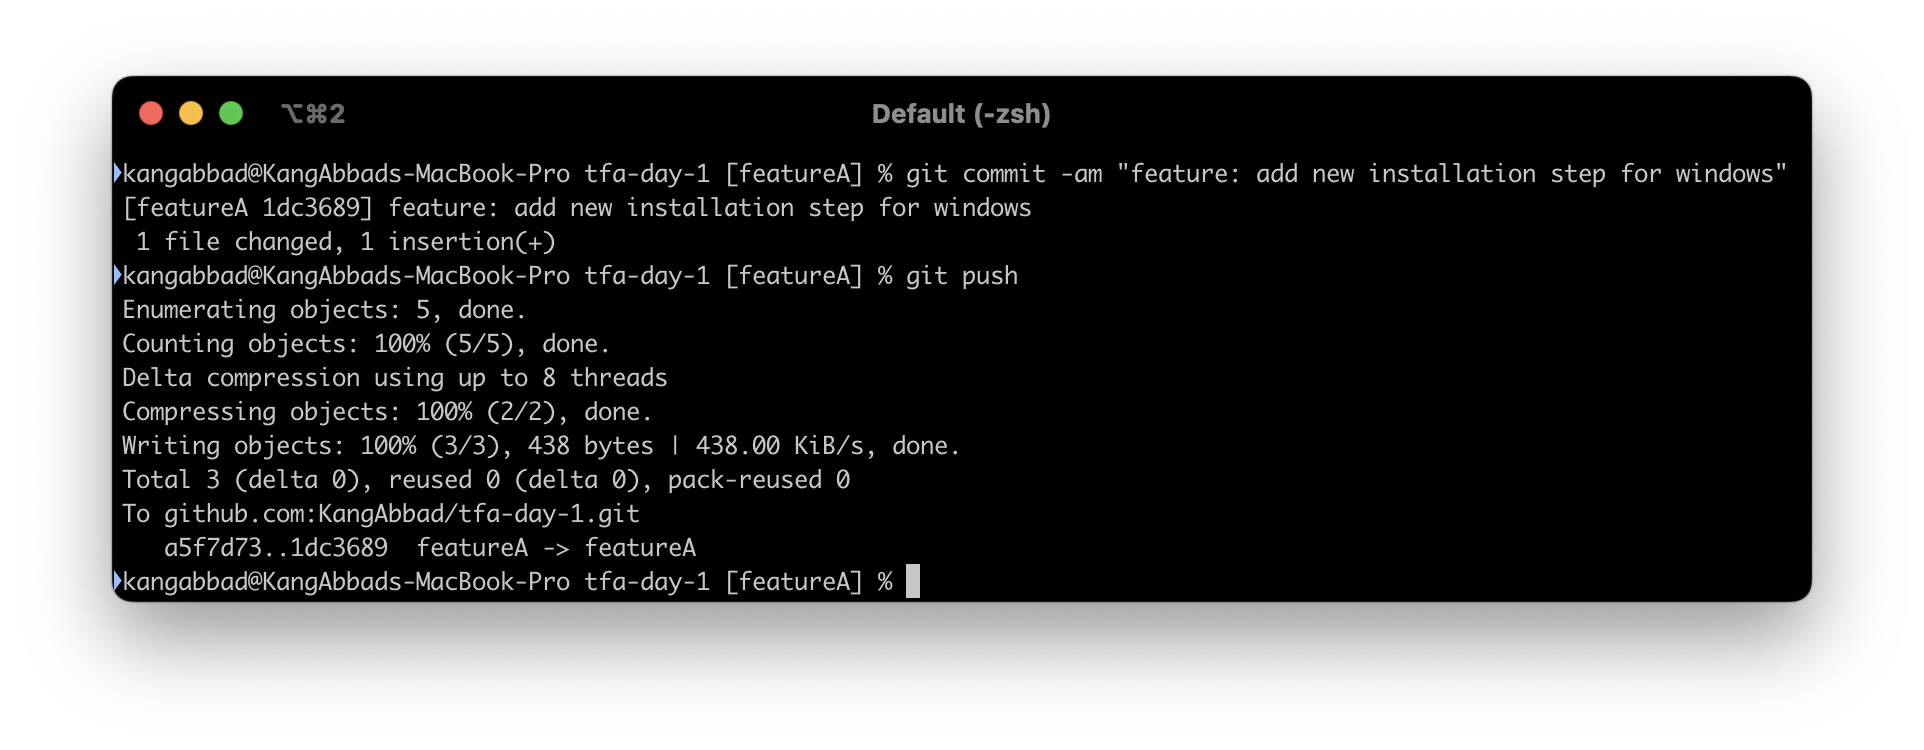 ⌥⌘2 Default (-zsh)
kangabbad@KangAbbads-MacBook-Pro tfa-day-1 [featureA] % git commit -am "feature: add new installation step for windows"
[featureA 1dc3689] feature: add new installation step for windows
 1 file changed, 1 insertion(+)
kangabbad@KangAbbads-MacBook-Pro tfa-day-1 [featureA] % git push
Enumerating objects: 5, done.
Counting objects: 100% (5/5), done.
Delta compression using up to 8 threads
Compressing objects: 100% (2/2), done.
Writing objects: 100% (3/3), 438 bytes | 438.00 KiB/s, done.
Total 3 (delta 0), reused 0 (delta 0), pack-reused 0
To github.com:KangAbbad/tfa-day-1.git
   a5f7d73..1dc3689  featureA -> featureA
kangabbad@KangAbbads-MacBook-Pro tfa-day-1 [featureA] %